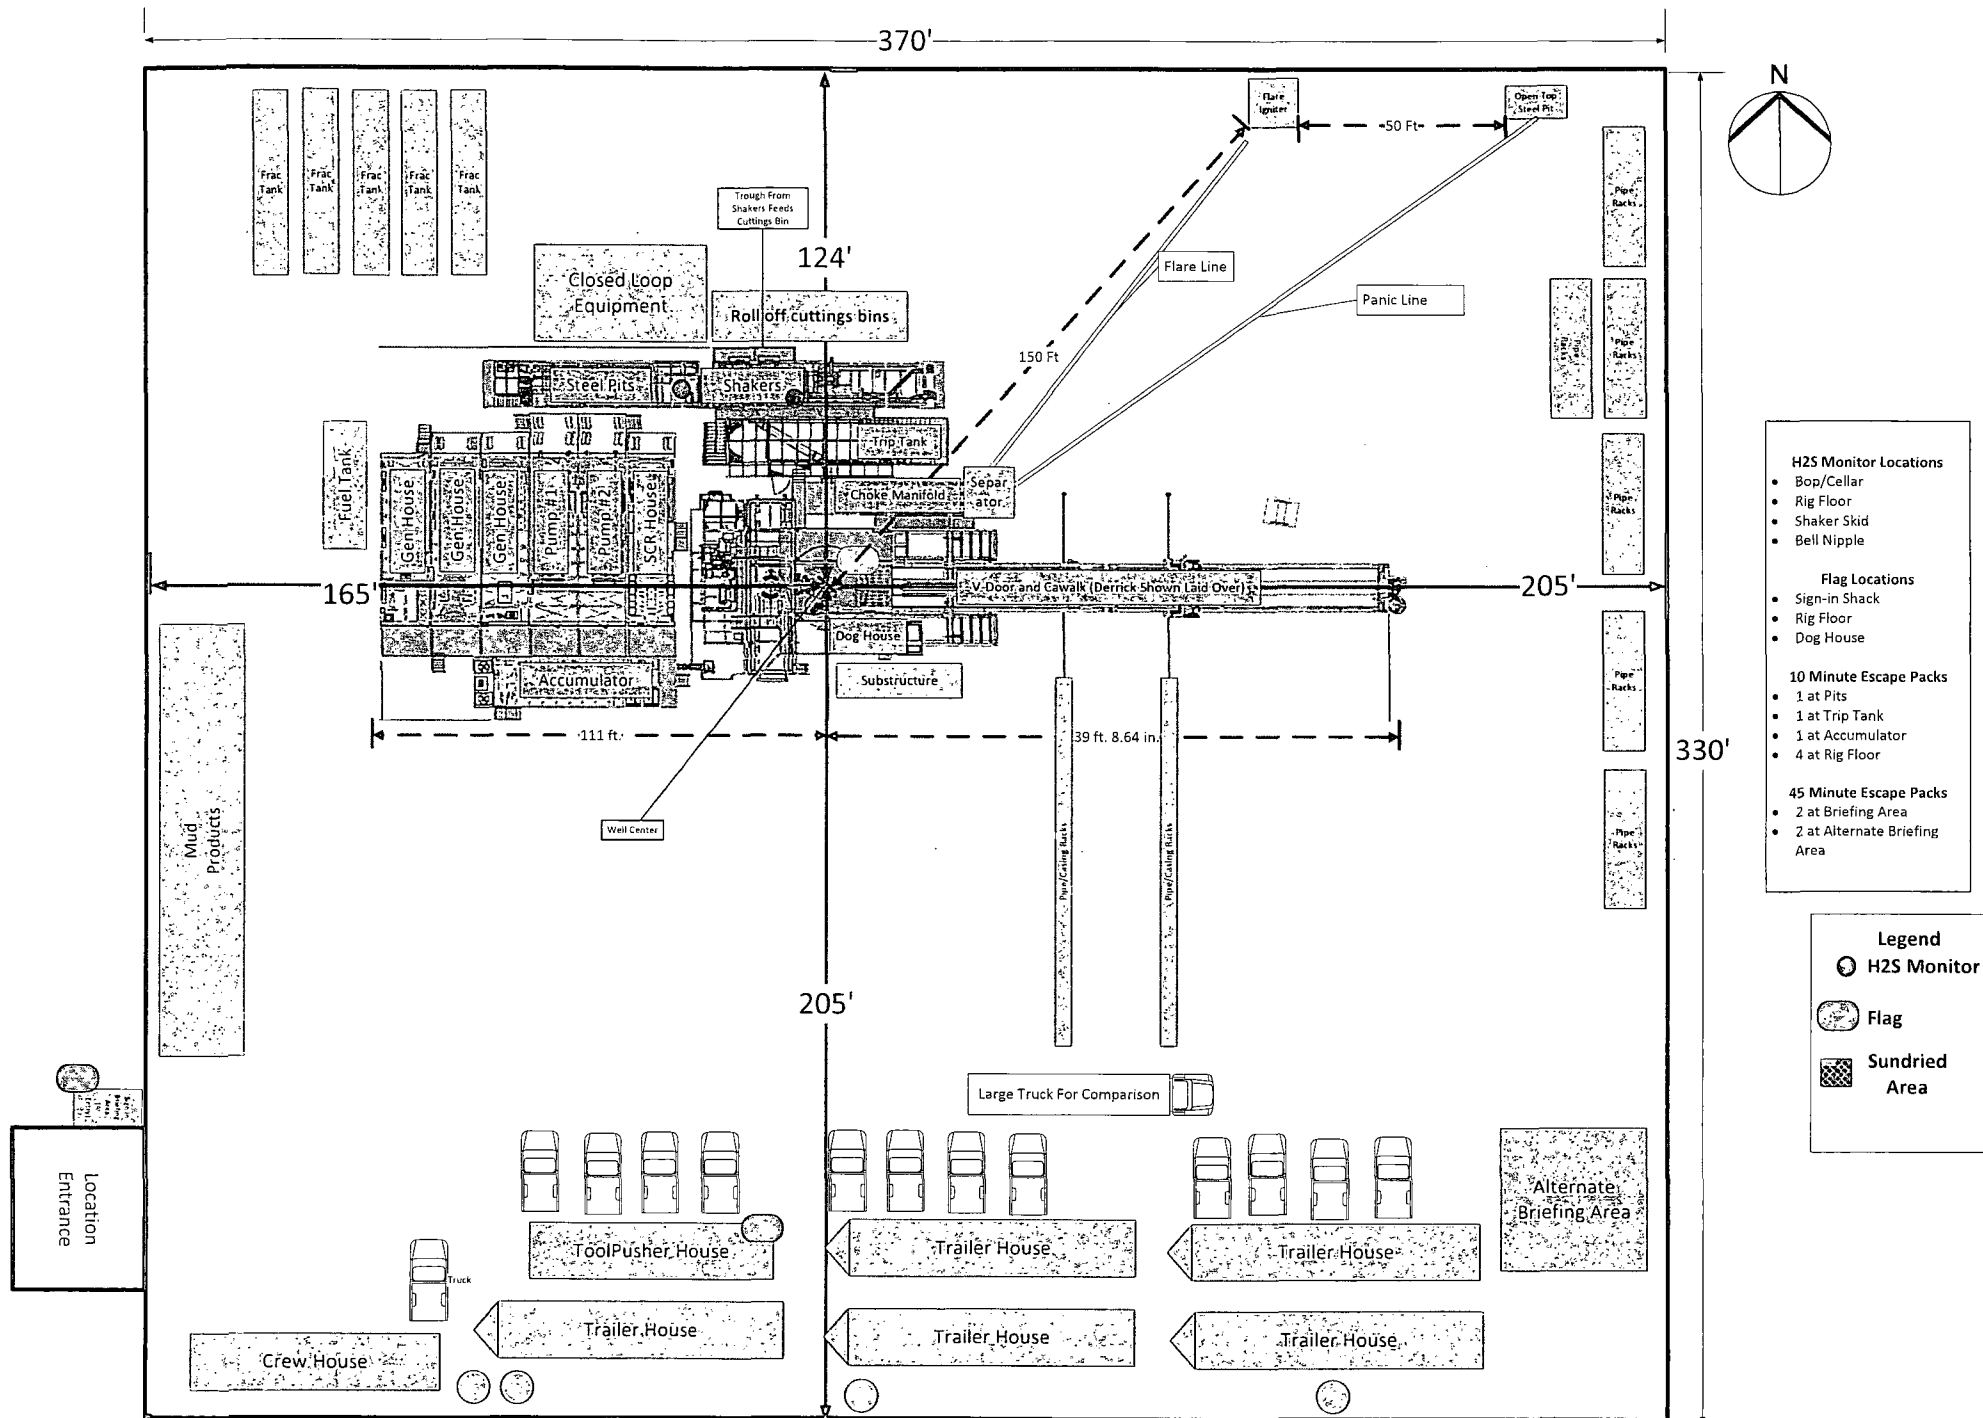 370'
N
Flare
Igniter
50 Ft
Open Top
Steel Pit
Frac
Tank
Frac
Tank
Frac
Tank
Frac
Tank
Frac
Tank
Trough From
Shakers Feeds
Cuttings Bin
124'
Closed Loop
Equipment
Roll off cuttings bins
Flare Line
Panic Line
150 Ft
Pipe
Racks
Pipe
Racks
Pipe
Racks
Steel Pits
Shakers
Trip Tank
Fuel Tank
Gen House
Gen House
Gen House
Pump #1
Pump #2
SCR House
Choke Manifold
Separ
ator
Pipe
Racks
165'
V-Door and Cawalk (Derrick Shown Laid Over)
205'
Dog House
Accumulator
Substructure
Pipe
Racks
111 ft.
39 ft. 8.64 in.
330'
Mud
Products
Well Center
Pipe/Casing Racks
Pipe/Casing Racks
Pipe
Racks
205'
Large Truck For Comparison
Location
Entrance
Alternate
Briefing Area
ToolPusher House
Trailer House
Trailer House
Truck
Trailer House
Trailer House
Trailer House
Crew House
H2S Monitor Locations
• Bop/Cellar
• Rig Floor
• Shaker Skid
• Bell Nipple
Flag Locations
• Sign-in Shack
• Rig Floor
• Dog House
10 Minute Escape Packs
• 1 at Pits
• 1 at Trip Tank
• 1 at Accumulator
• 4 at Rig Floor
45 Minute Escape Packs
• 2 at Briefing Area
• 2 at Alternate Briefing
Area
Legend
H2S Monitor
Flag
Sundried
Area